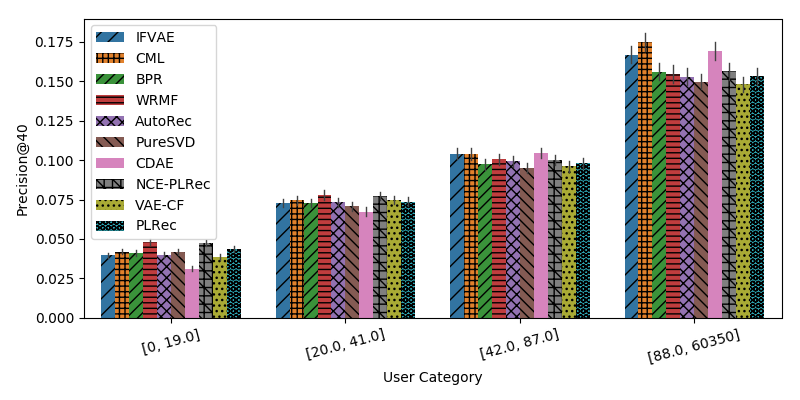 0.175
0.150
0.125
0.100
0.075
0.050
0.025
0.000
Precision@40
IFVAE
CML
BPR
WRMF
AutoRec
PureSVD
CDAE
NCE-PLRec
VAE-CF
PLRec
[0, 19.0]
[20.0, 41.0]
[42.0, 87.0]
[88.0, 60350]
User Category